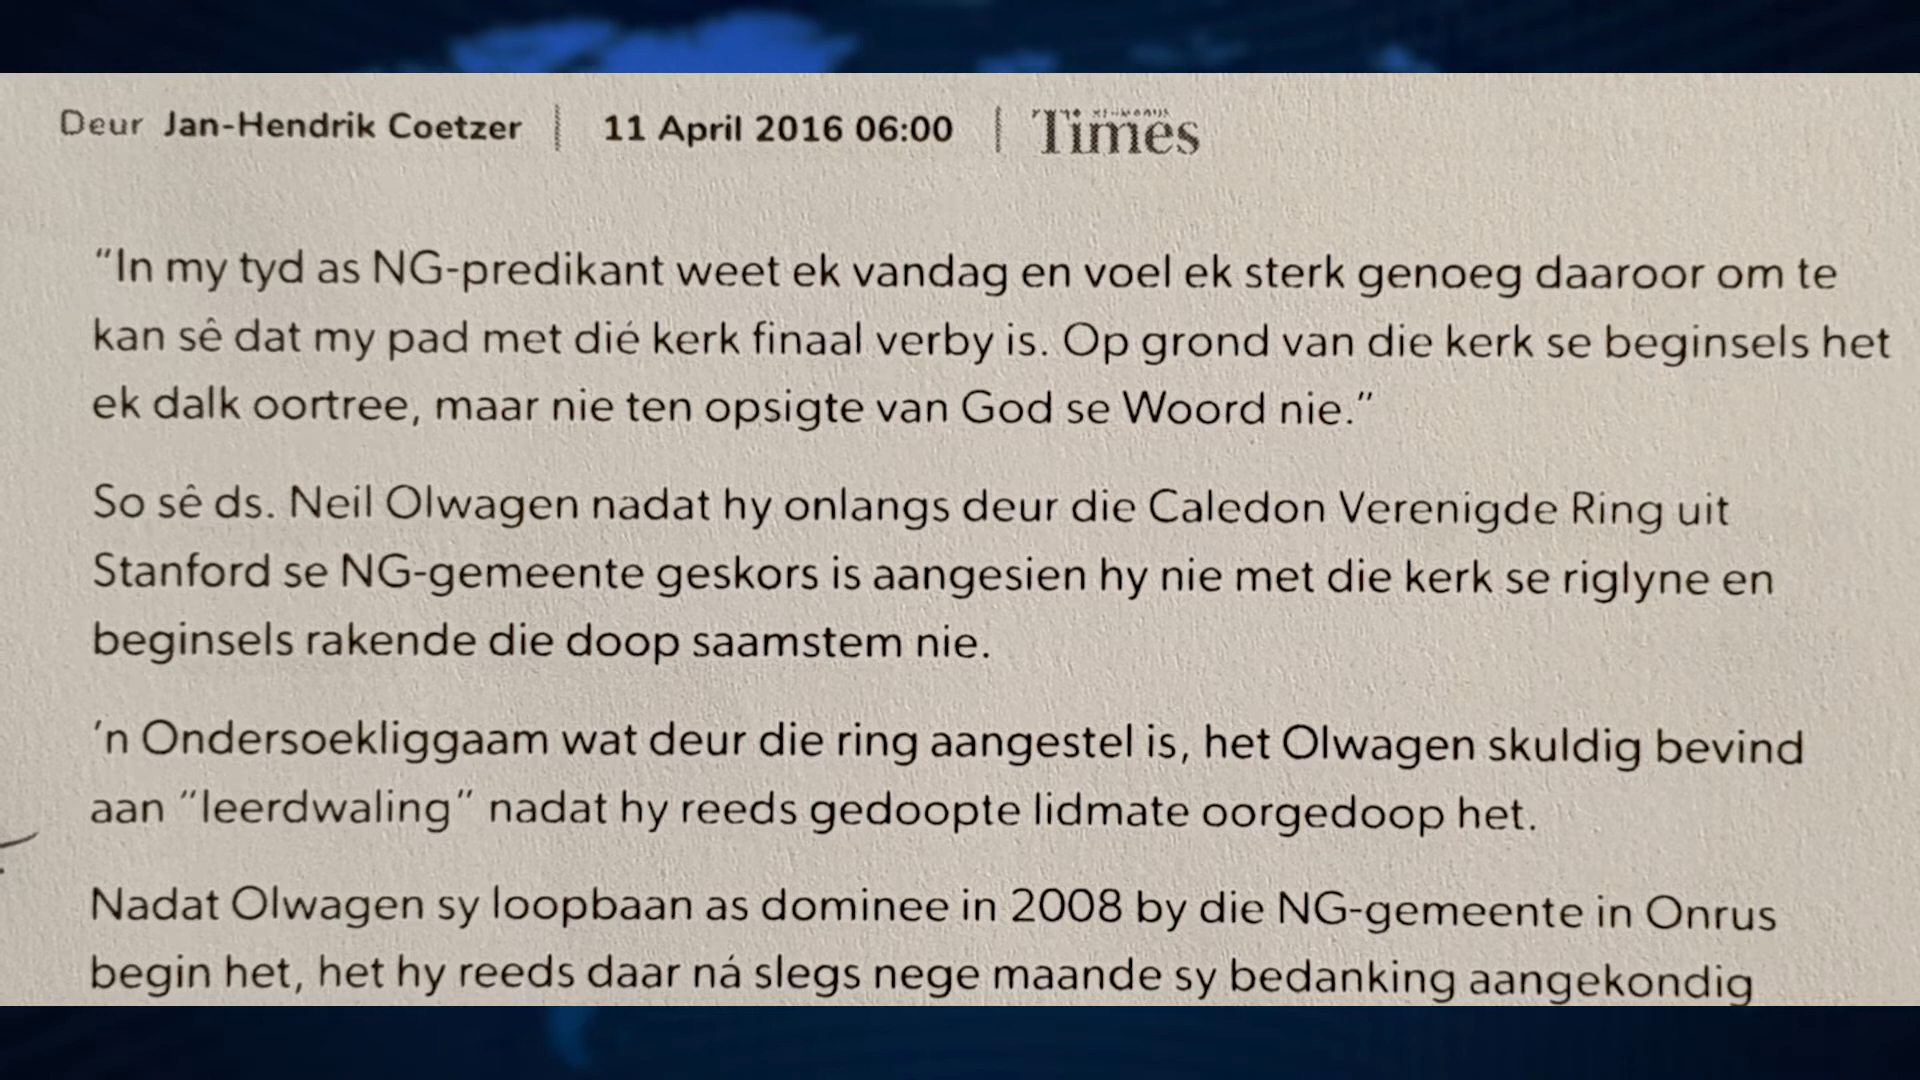 Deur Jan-Hendrik Coetzer | 11 April 2016 06:00 | Times
“In my tyd as NG-predikant weet ek vandag en voel ek sterk genoeg daaroor om te
kan sê dat my pad met dié kerk finaal verby is. Op grond van die kerk se beginsels het
ek dalk oortree, maar nie ten opsigte van God se Woord nie.”
So sê ds. Neil Olwagen nadat hy onlangs deur die Caledon Verenigde Ring uit
Stanford se NG-gemeente geskors is aangesien hy nie met die kerk se riglyne en
beginsels rakende die doop saamstem nie.
’n Ondersoekliggaam wat deur die ring aangestel is, het Olwagen skuldig bevind
aan “leerdwaling” nadat hy reeds gedoopte lidmate oorgedoop het.
Nadat Olwagen sy loopbaan as dominee in 2008 by die NG-gemeente in Onrus
begin het, het hy reeds daar ná slegs nege maande sy bedanking aangekondig